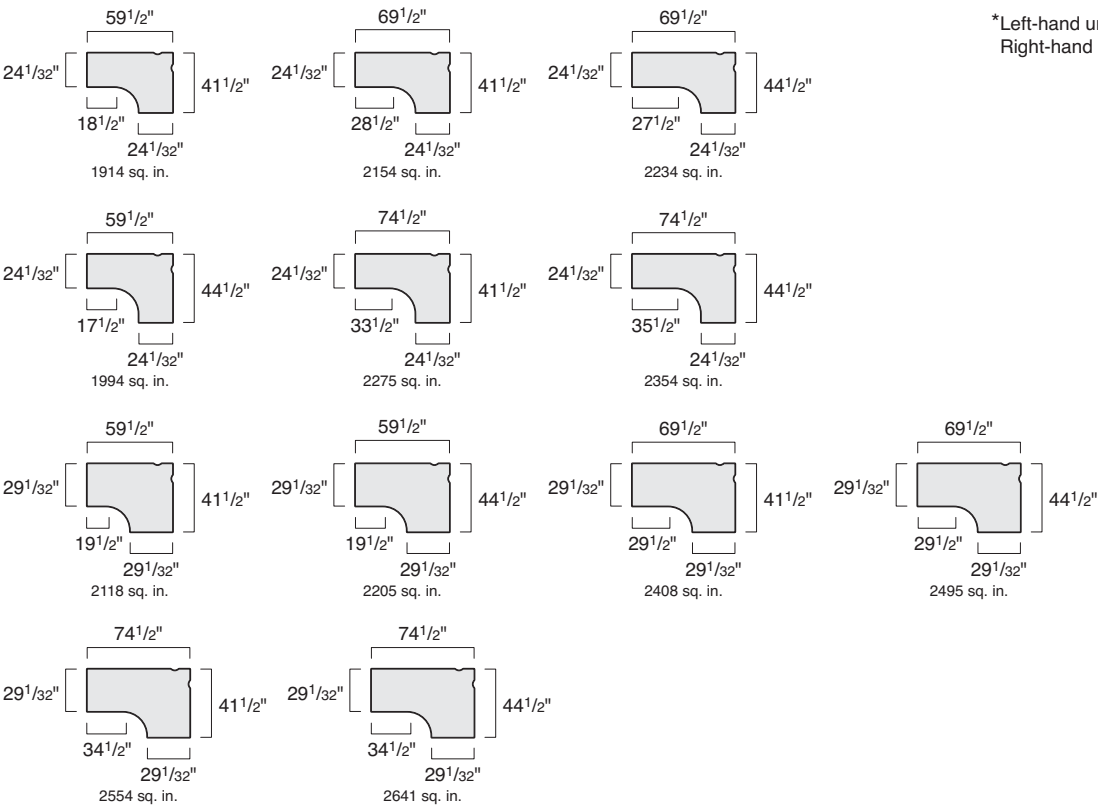 59 1/2" 69 1/2" 69 1/2"
*Left-hand
Right-hand
24 1/32" 41 1/2" 24 1/32" 41 1/2" 24 1/32" 44 1/2"
18 1/2" 28 1/2" 27 1/2"
24 1/32" 24 1/32" 24 1/32"
1914 sq. in. 2154 sq. in. 2234 sq. in.
59 1/2" 74 1/2" 74 1/2"
24 1/32" 44 1/2" 24 1/32" 41 1/2" 24 1/32" 44 1/2"
17 1/2" 33 1/2" 35 1/2"
24 1/32" 24 1/32" 24 1/32"
1994 sq. in. 2275 sq. in. 2354 sq. in.
59 1/2" 59 1/2" 69 1/2" 69 1/2"
29 1/32" 41 1/2" 29 1/32" 44 1/2" 29 1/32" 41 1/2" 29 1/32" 44 1/2"
19 1/2" 19 1/2" 29 1/2" 29 1/2"
29 1/32" 29 1/32" 29 1/32" 29 1/32"
2118 sq. in. 2205 sq. in. 2408 sq. in. 2495 sq. in.
74 1/2" 74 1/2"
29 1/32" 41 1/2" 29 1/32" 44 1/2"
34 1/2" 34 1/2"
29 1/32" 29 1/32"
2554 sq. in. 2641 sq. in.